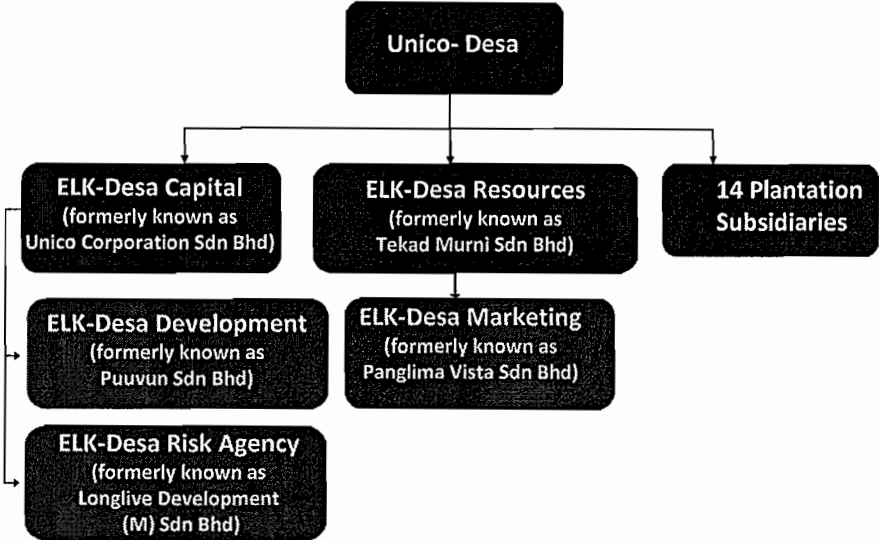 Unico- Desa
ELK-Desa Capital
(formerly known as
Unico Corporation Sdn Bhd)
ELK-Desa Resources
(formerly known as
Tekad Murni Sdn Bhd)
14 Plantation
Subsidiaries
ELK-Desa Development
(formerly known as
Puuvun Sdn Bhd)
ELK-Desa Marketing
(formerly known as
Panglima Vista Sdn Bhd)
ELK-Desa Risk Agency
(formerly known as
Longlive Development
(M) Sdn Bhd)